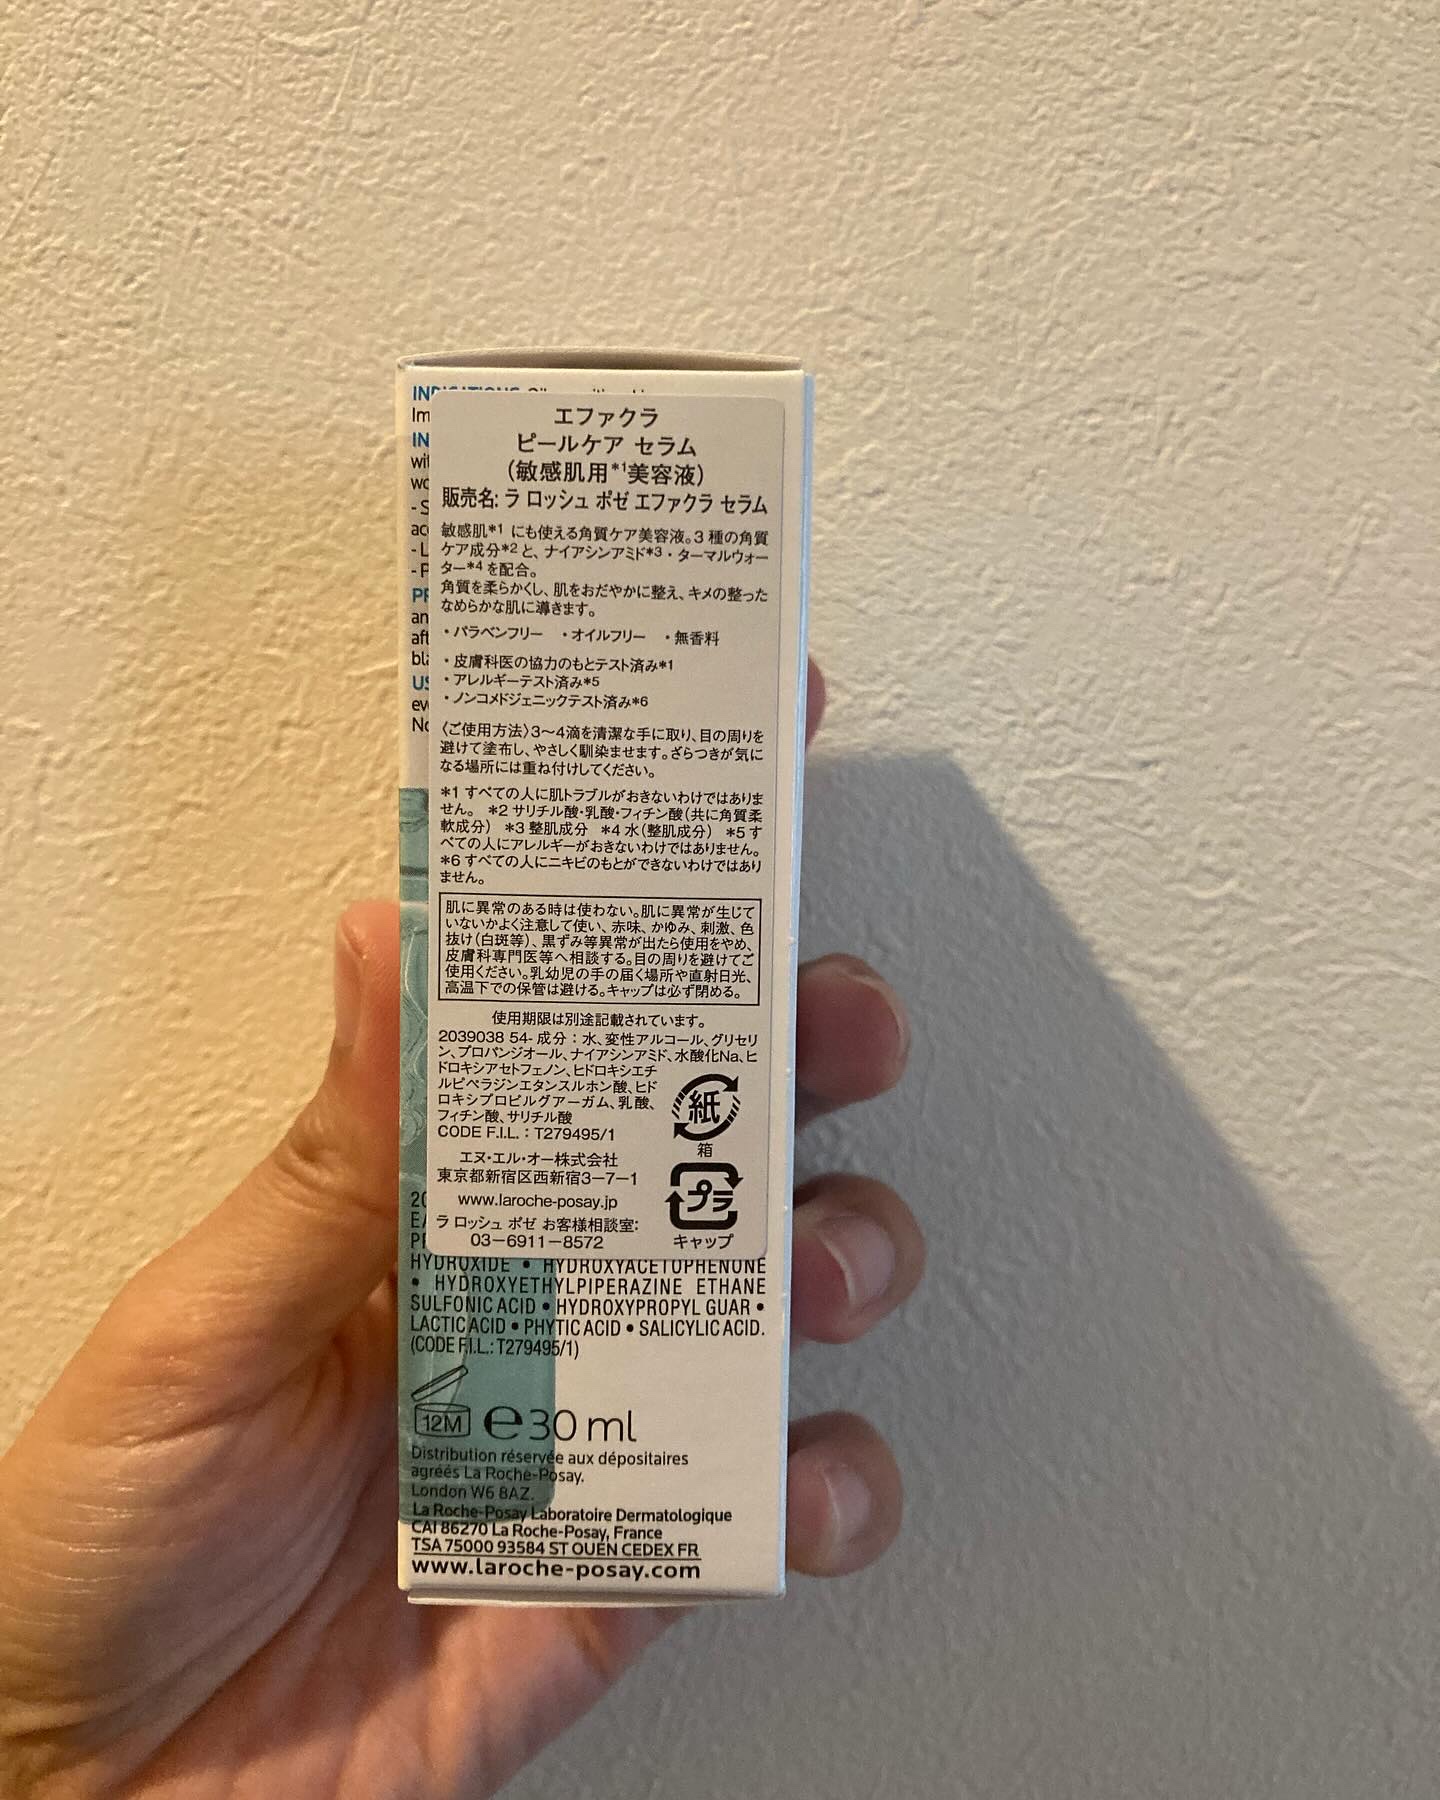 エファクラ
ピールケア セラム
(敏感肌用*1美容液)
販売名: ラ ロッシュ ポゼ エファクラ セラム
敏感肌*1 にも使える角質ケア美容液。3 種の角質
ケア成分*2 と、ナイアシンアミド*3・ターマルウォー
ター*4 を配合。
角質を柔らかくし、肌をおだやかに整え、キメの整った
なめらかな肌に導きます。
・パラベンフリー ・オイルフリー ・無香料
・皮膚科医の協力のもとテスト済み*1
・アレルギーテスト済み*5
・ノンコメドジェニックテスト済み*6
〈ご使用方法〉3〜4滴を清潔な手に取り、目の周りを
避けて塗布し、やさしく馴染ませます。ざらつきが気に
なる場所には重ね付けしてください。
*1 すべての人に肌トラブルがおきないわけではありま
せん。 *2 サリチル酸・乳酸・フィチン酸(共に角質柔
軟成分) *3 整肌成分 *4 水(整肌成分) *5 す
べての人にアレルギーがおきないわけではありません。
*6 すべての人にニキビのもとができないわけではあり
ません。
肌に異常のある時は使わない。肌に異常が生じて
いないかよく注意して使い、赤味、かゆみ、刺激、色
抜け(白斑等)、黒ずみ等異常が出たら使用をやめ、
皮膚科専門医等へ相談する。目の周りを避けてご
使用ください。乳幼児の手の届く場所や直射日光、
高温下での保管は避ける。キャップは必ず閉める。
使用期限は別途記載されています。
2039038 54- 成分：水、変性アルコール、グリセリ
ン、プロパンジオール、ナイアシンアミド、水酸化Na、ヒ
ドロキシアセトフェノン、ヒドロキシエチ
ルピペラジンエタンスルホン酸、ヒド
ロキシプロピルグアーガム、乳酸、
フィチン酸、サリチル酸
CODE F.I.L. : T279495/1
紙
箱
エヌ・エル・オー株式会社
東京都新宿区西新宿3−7−1
www.laroche-posay.jp
ラ ロッシュ ポゼ お客様相談室:
03−6911−8572
プラ
キャップ
HYDROXIDE • HYDROXYACETOPHENONE
• HYDROXYETHYLPIPERAZINE ETHANE
SULFONIC ACID • HYDROXYPROPYL GUAR •
LACTIC ACID • PHYTIC ACID • SALICYLIC ACID.
(CODE F.I.L.: T279495/1)
12M ℮30 ml
Distribution réservée aux dépositaires
agréés La Roche-Posay.
London W6 8AZ.
La Roche-Posay Laboratoire Dermatologique
CAI 86270 La Roche-Posay, France
TSA 75000 93584 ST OUEN CEDEX FR
www.laroche-posay.com